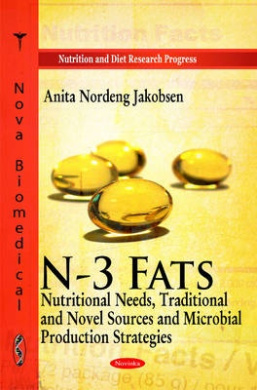 Nutrition Facts
Nutrition and Diet Research Progress
Anita Nordeng Jakobsen
Nova Biomedical
N-3 FATS
Nutritional Needs, Traditional
and Novel Sources and Microbial
Production Strategies
Novinka